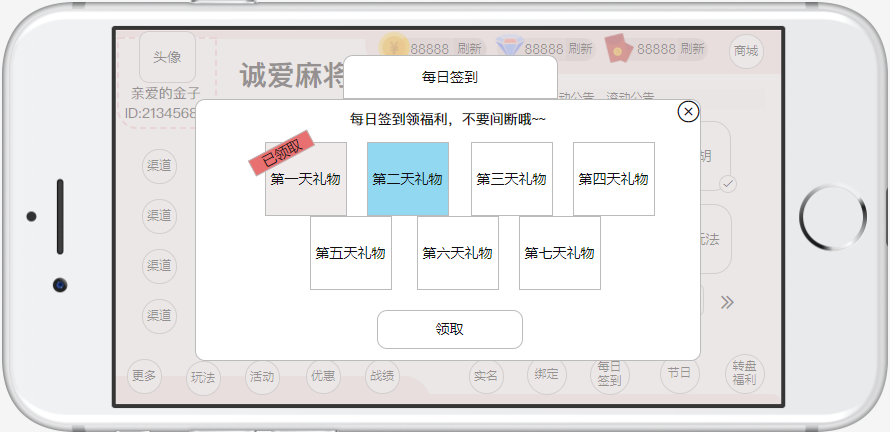 头像
亲爱的金子
ID:2134568
诚爱麻将
88888 刷新
88888 刷新
88888 刷新
商城
每日签到
动公告 滚动公告
每日签到领福利，不要间断哦~~
已领取
第一天礼物
第二天礼物
第三天礼物
第四天礼物
第五天礼物
第六天礼物
第七天礼物
领取
渠道
渠道
渠道
渠道
胡
玩法
更多
玩法
活动
优惠
战绩
实名
绑定
每日
签到
节日
转盘
福利